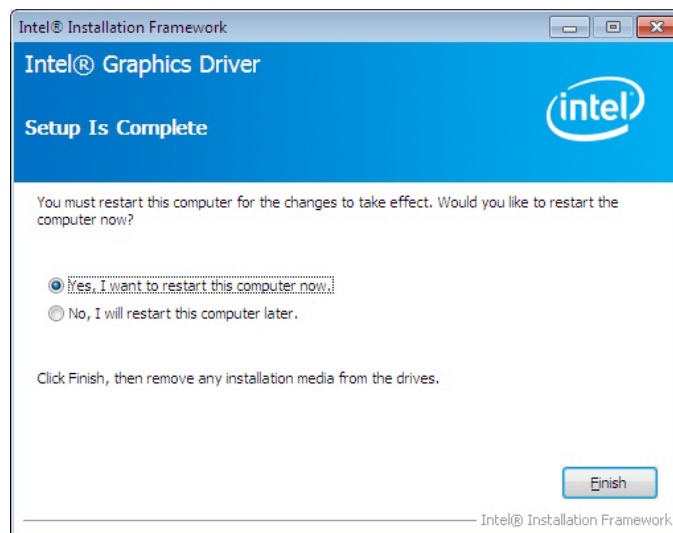 Intel® Installation Framework
Intel® Graphics Driver
intel
Setup Is Complete
You must restart this computer for the changes to take effect. Would you like to restart the
computer now?
Yes, I want to restart this computer now.
No, I will restart this computer later.
Click Finish, then remove any installation media from the drives.
Finish
Intel® Installation Framework